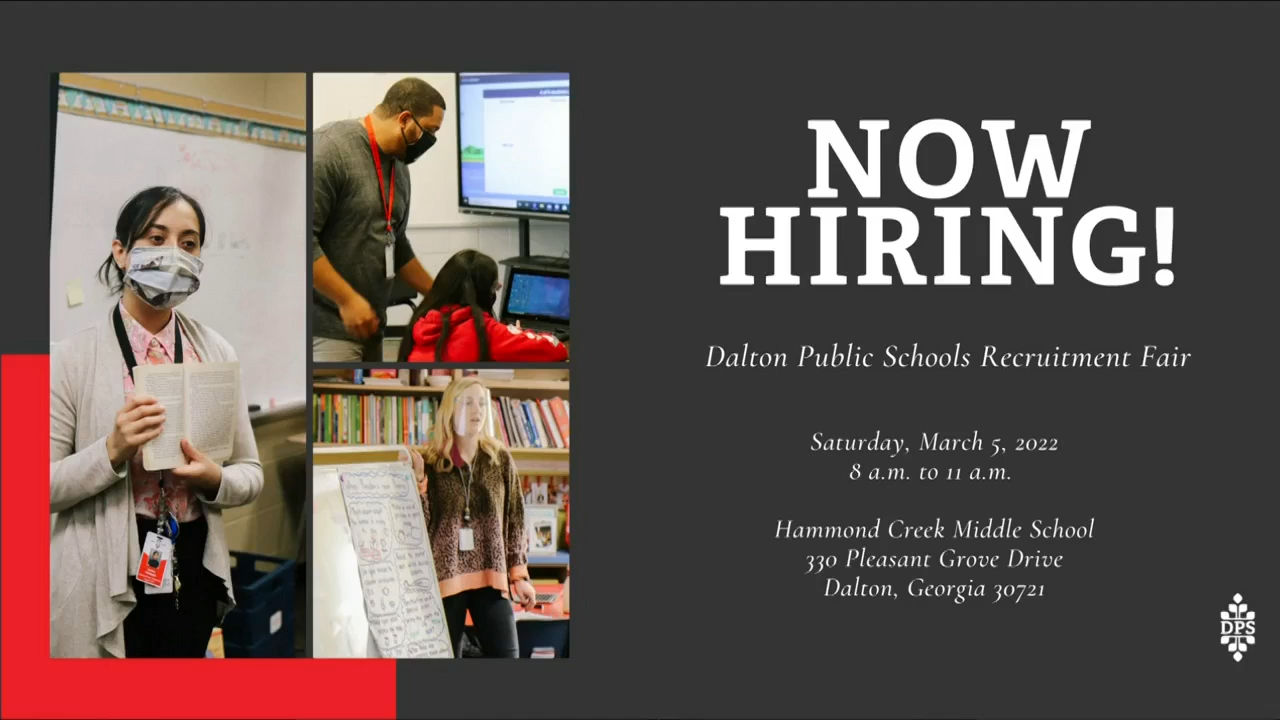 NOW
HIRING!
Dalton Public Schools Recruitment Fair
Saturday, March 5, 2022
8 a.m. to 11 a.m.
Hammond Creek Middle School
330 Pleasant Grove Drive
Dalton, Georgia 30721
DPS